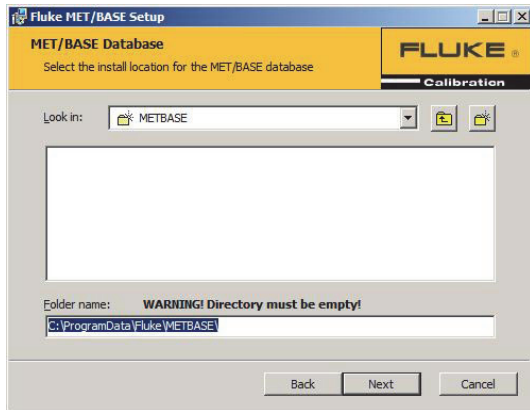 Fluke MET/BASE Setup
MET/BASE Database
Select the install location for the MET/BASE database
FLUKE ®
Calibration
Look in:
METBASE
Folder name:
WARNING! Directory must be empty!
C:\ProgramData\Fluke\METBASE\
Back
Next
Cancel